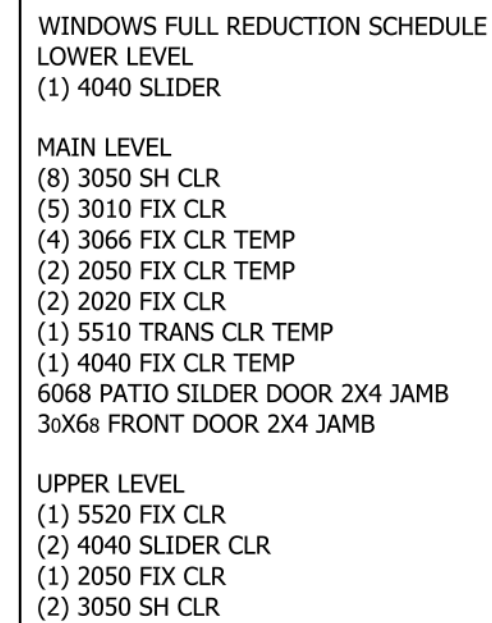 WINDOWS FULL REDUCTION SCHEDULE
LOWER LEVEL
(1) 4040 SLIDER
MAIN LEVEL
(8) 3050 SH CLR
(5) 3010 FIX CLR
(4) 3066 FIX CLR TEMP
(2) 2050 FIX CLR TEMP
(2) 2020 FIX CLR
(1) 5510 TRANS CLR TEMP
(1) 4040 FIX CLR TEMP
6068 PATIO SILDER DOOR 2X4 JAMB
30X68 FRONT DOOR 2X4 JAMB
UPPER LEVEL
(1) 5520 FIX CLR
(2) 4040 SLIDER CLR
(1) 2050 FIX CLR
(2) 3050 SH CLR